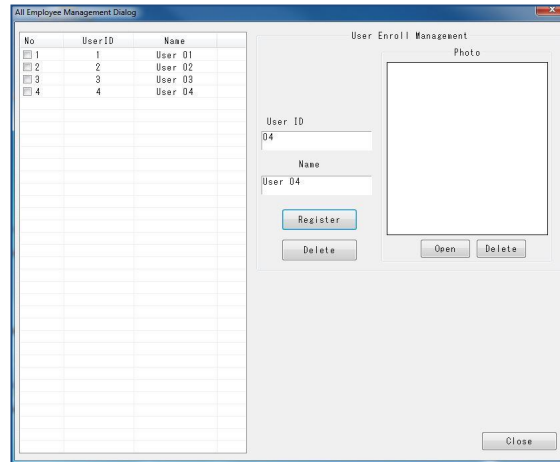 All Employee Management Dialog
No UserID Name
1 1 User 01
2 2 User 02
3 3 User 03
4 4 User 04
User Enroll Management
Photo
User ID
04
Name
User 04
Register
Delete
Open Delete
Close